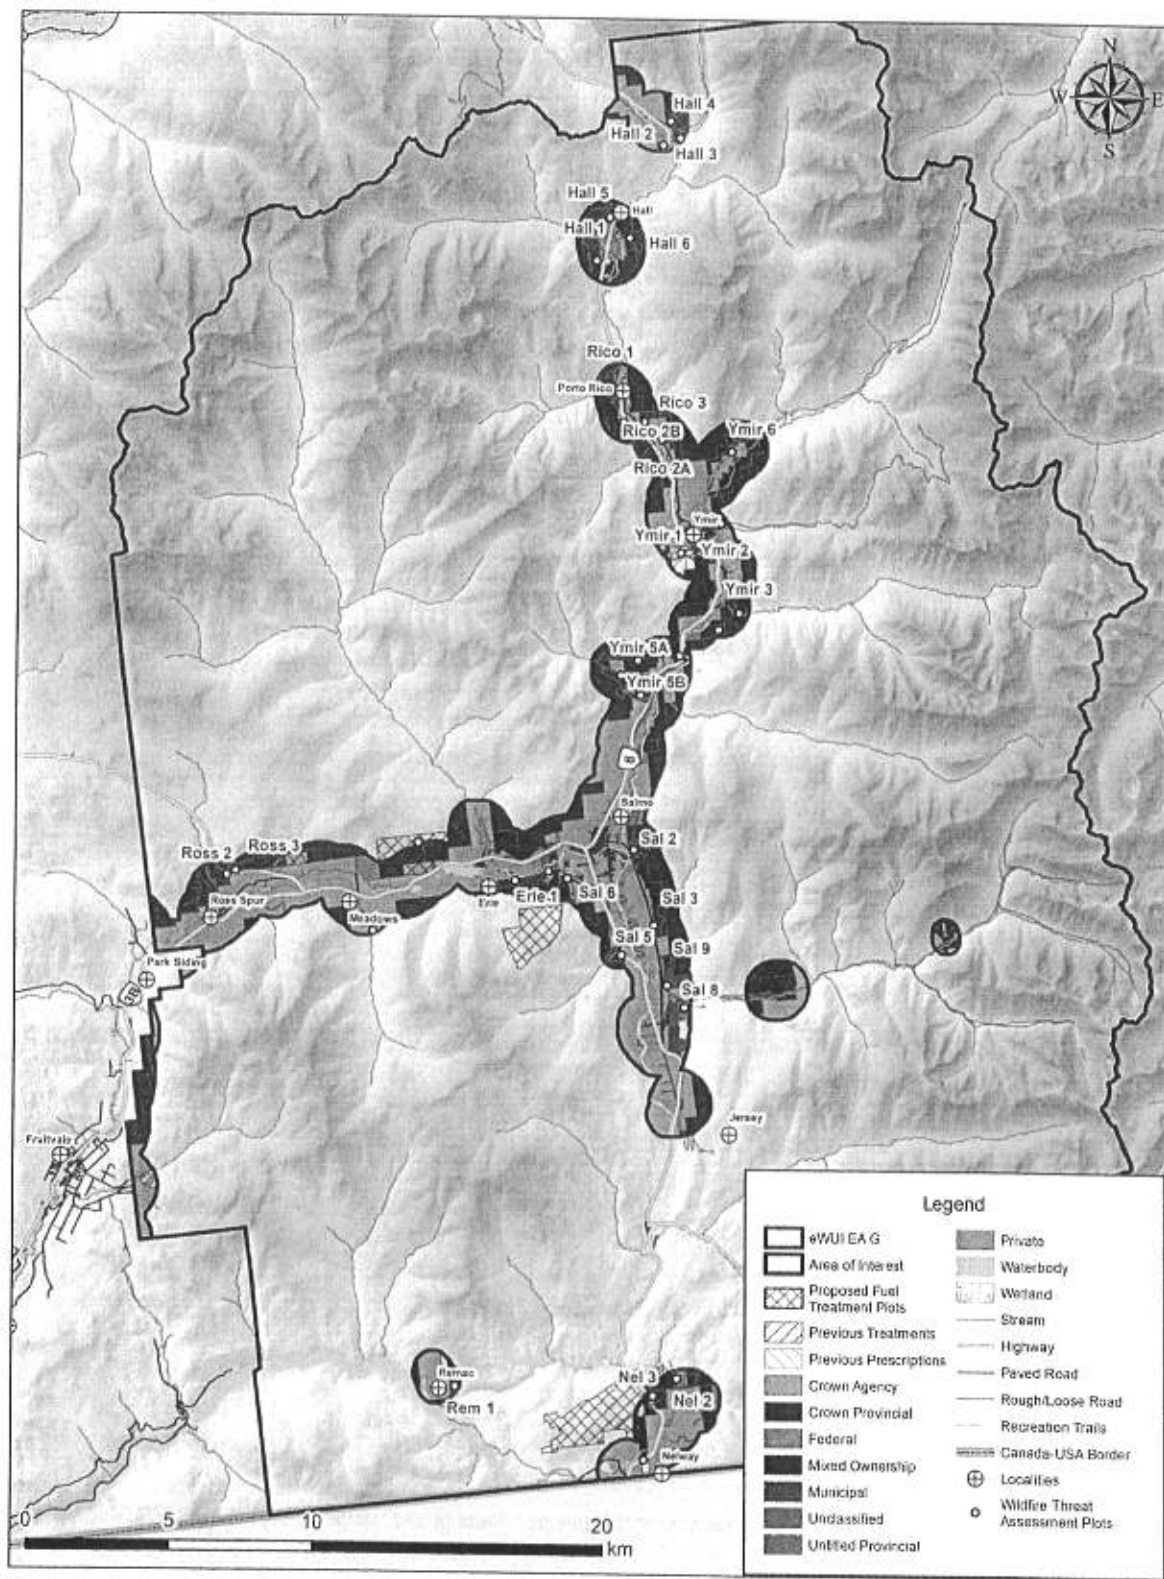 N
W E
S
Hall 4
Hall 2
Hall 3
Hall 5
Hall
Hall 1
Hall 6
Rico 1
Porto Rico
Rico 3
Rico 2B
Ymir 6
Rico 2A
Ymir
Ymir 1
Ymir 2
Ymir 3
Ymir 5A
Ymir 5B
6
Salmo
Sal 2
Ross 2
Ross 3
Erie 1
Sal 6
Erie
Ross Spur
Meadows
Sal 3
Sal 5
Sal 9
Park Siding
Sal 8
3B
Jersey
Fruitvale
Remac
Rem 1
Nel 3
Nel 2
Nelway
0 5 10 20
km
Legend
eWUI EA G
Area of Interest
Proposed Fuel
Treatment Plots
Previous Treatments
Previous Prescriptions
Crown Agency
Crown Provincial
Federal
Mixed Ownership
Municipal
Unclassified
Untitled Provincial
Private
Waterbody
Wetland
Stream
Highway
Paved Road
Rough/Loose Road
Recreation Trails
Canada-USA Border
Localities
Wildfire Threat
Assessment Plots